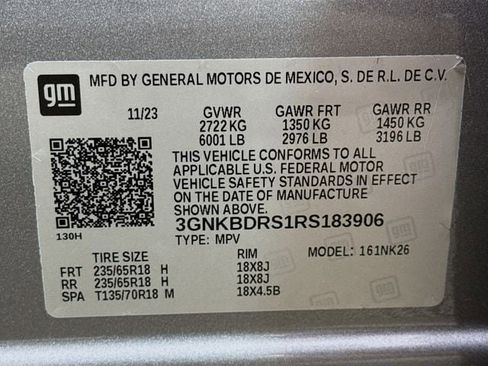 gm
MFD BY GENERAL MOTORS DE MEXICO, S. DE R.L. DE C.V.
11/23 GVWR GAWR FRT GAWR RR
2722 KG 1350 KG 1450 KG
6001 LB 2976 LB 3196 LB
THIS VEHICLE CONFORMS TO ALL
APPLICABLE U.S. FEDERAL MOTOR
VEHICLE SAFETY STANDARDS IN EFFECT
ON THE DATE OF MANUFACTURE
SHOWN ABOVE.
3GNKBDRS1RS183906
130H TYPE: MPV
TIRE SIZE RIM MODEL: 161NK26
FRT 235/65R18 H 18X8J
RR 235/65R18 H 18X8J
SPA T135/70R18 M 18X4.5B